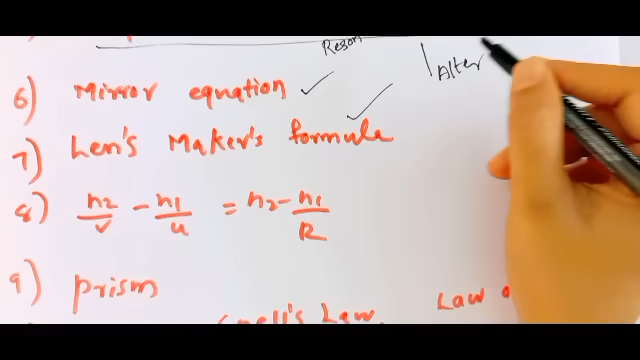 Reson
Alter
6) Mirror equation ✓
7) Len's Maker's formula ✓
8) n2/v - n1/u = n2 - n1/R
9) prism
Snell's Law, Law